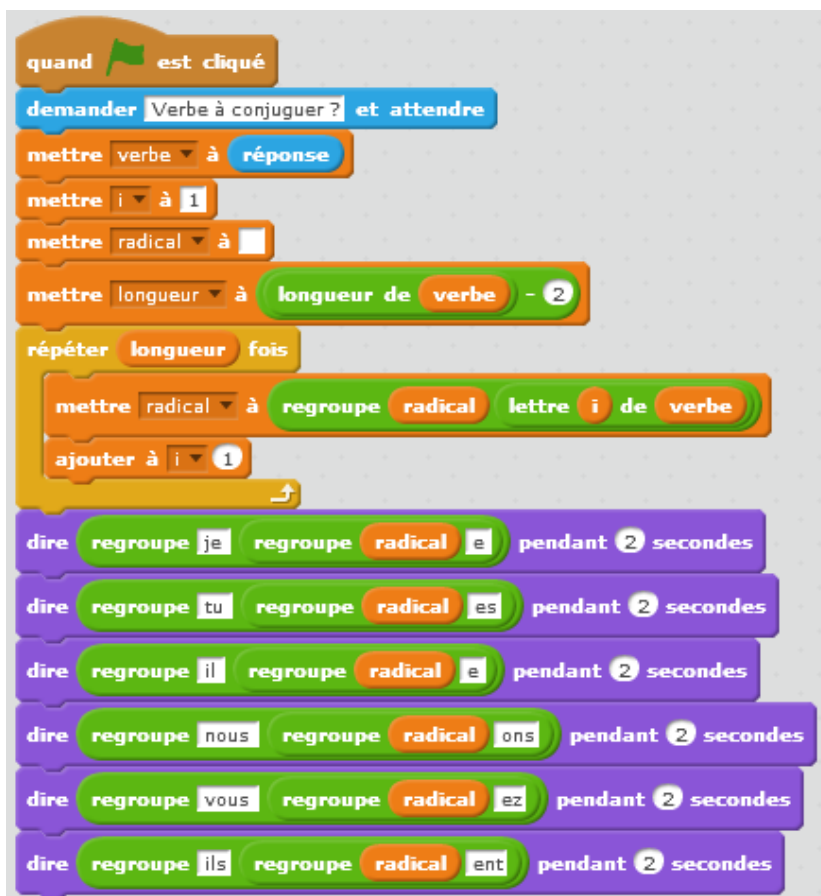 quand est cliqué
demander Verbe à conjuguer ? et attendre
mettre verbe à réponse
mettre i à 1
mettre radical à
mettre longueur à longueur de verbe - 2
répéter longueur fois
mettre radical à regroupe radical lettre i de verbe
ajouter à i 1
dire regroupe je regroupe radical e pendant 2 secondes
dire regroupe tu regroupe radical es pendant 2 secondes
dire regroupe il regroupe radical e pendant 2 secondes
dire regroupe nous regroupe radical ons pendant 2 secondes
dire regroupe vous regroupe radical ez pendant 2 secondes
dire regroupe ils regroupe radical ent pendant 2 secondes